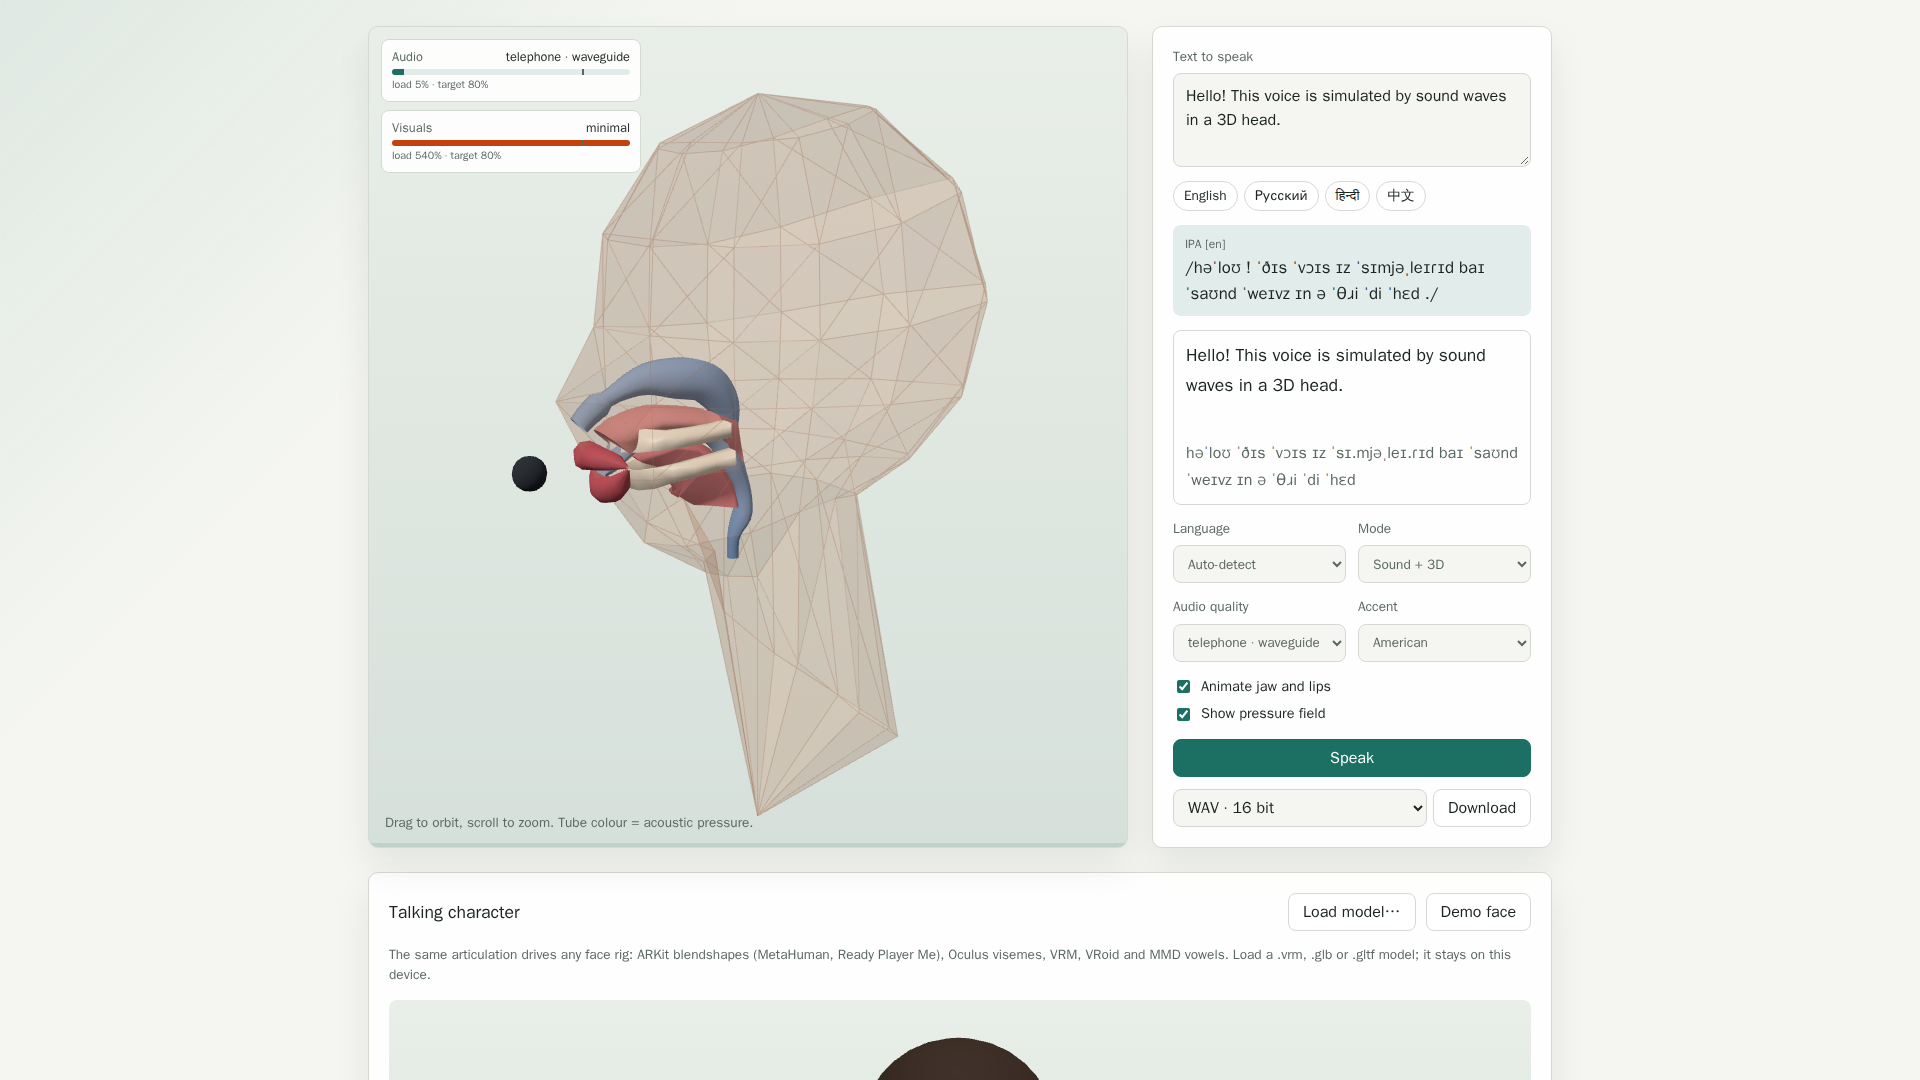 Audio telephone · waveguide
load 5% · target 80%
Visuals minimal
load 540% · target 80%
Drag to orbit, scroll to zoom. Tube colour = acoustic pressure.
Text to speak
Hello! This voice is simulated by sound waves
in a 3D head.
English Русский हिन्दी 中文
IPA [en]
/həˈloʊ ! ˈðɪs ˈvɔɪs ɪz ˈsɪmjəˌleɪɾɪd baɪ
ˈsaʊnd ˈweɪvz ɪn ə ˈθɹi ˈdi ˈhɛd ./
Hello! This voice is simulated by sound
waves in a 3D head.
həˈloʊ ˈðɪs ˈvɔɪs ɪz ˈsɪ.mjəˌleɪ.ɾɪd baɪ ˈsaʊnd
ˈweɪvz ɪn ə ˈθɹi ˈdi ˈhɛd
Language Mode
Auto-detect Sound + 3D
Audio quality Accent
telephone · waveguide American
Animate jaw and lips
Show pressure field
Speak
WAV · 16 bit Download
Talking character Load model⋯ Demo face
The same articulation drives any face rig: ARKit blendshapes (MetaHuman, Ready Player Me), Oculus visemes, VRM, VRoid and MMD vowels. Load a .vrm, .glb or .gltf model; it stays on this
device.